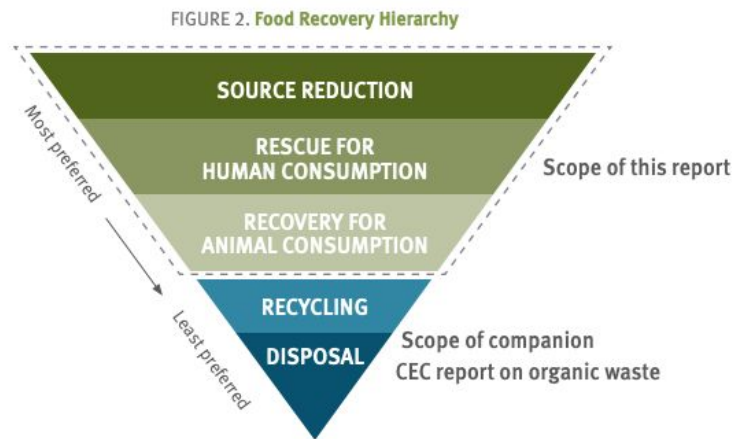 FIGURE 2. Food Recovery Hierarchy
SOURCE REDUCTION
RESCUE FOR
HUMAN CONSUMPTION
RECOVERY FOR
ANIMAL CONSUMPTION
RECYCLING
DISPOSAL
Most preferred
Least preferred
Scope of this report
Scope of companion
CEC report on organic waste